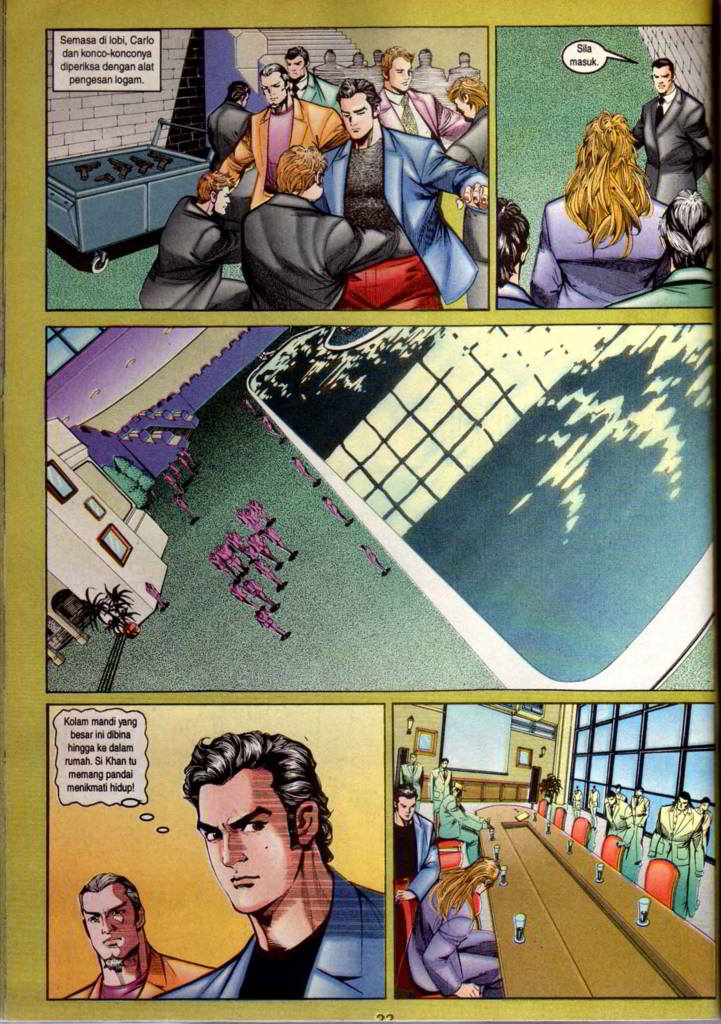 Semasa di lobi, Carlo
dan konco-konconya
diperiksa dengan alat
pengesan logam.
Sila
masuk.
Kolam mandi yang
besar ini dibina
hingga ke dalam
rumah. Si Khan tu
memang pandai
menikmati hidup!